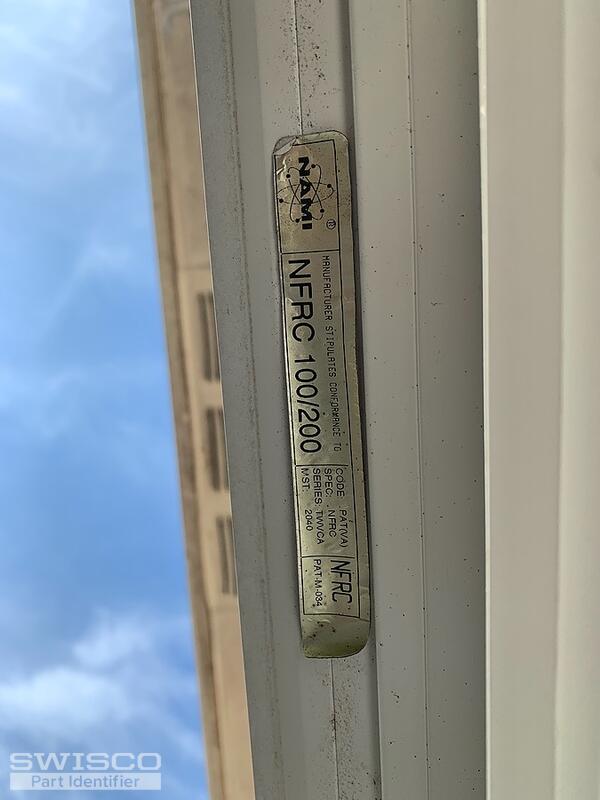 NAMI ®
MANUFACTURER STIPULATES CONFORMANCE TO
NFRC 100/200
CODE: PAT(VA)
SPEC: NFRC
SERIES: TWVCA
MST: 2040
NFRC
PAT-M-034
SWISCO
Part Identifier